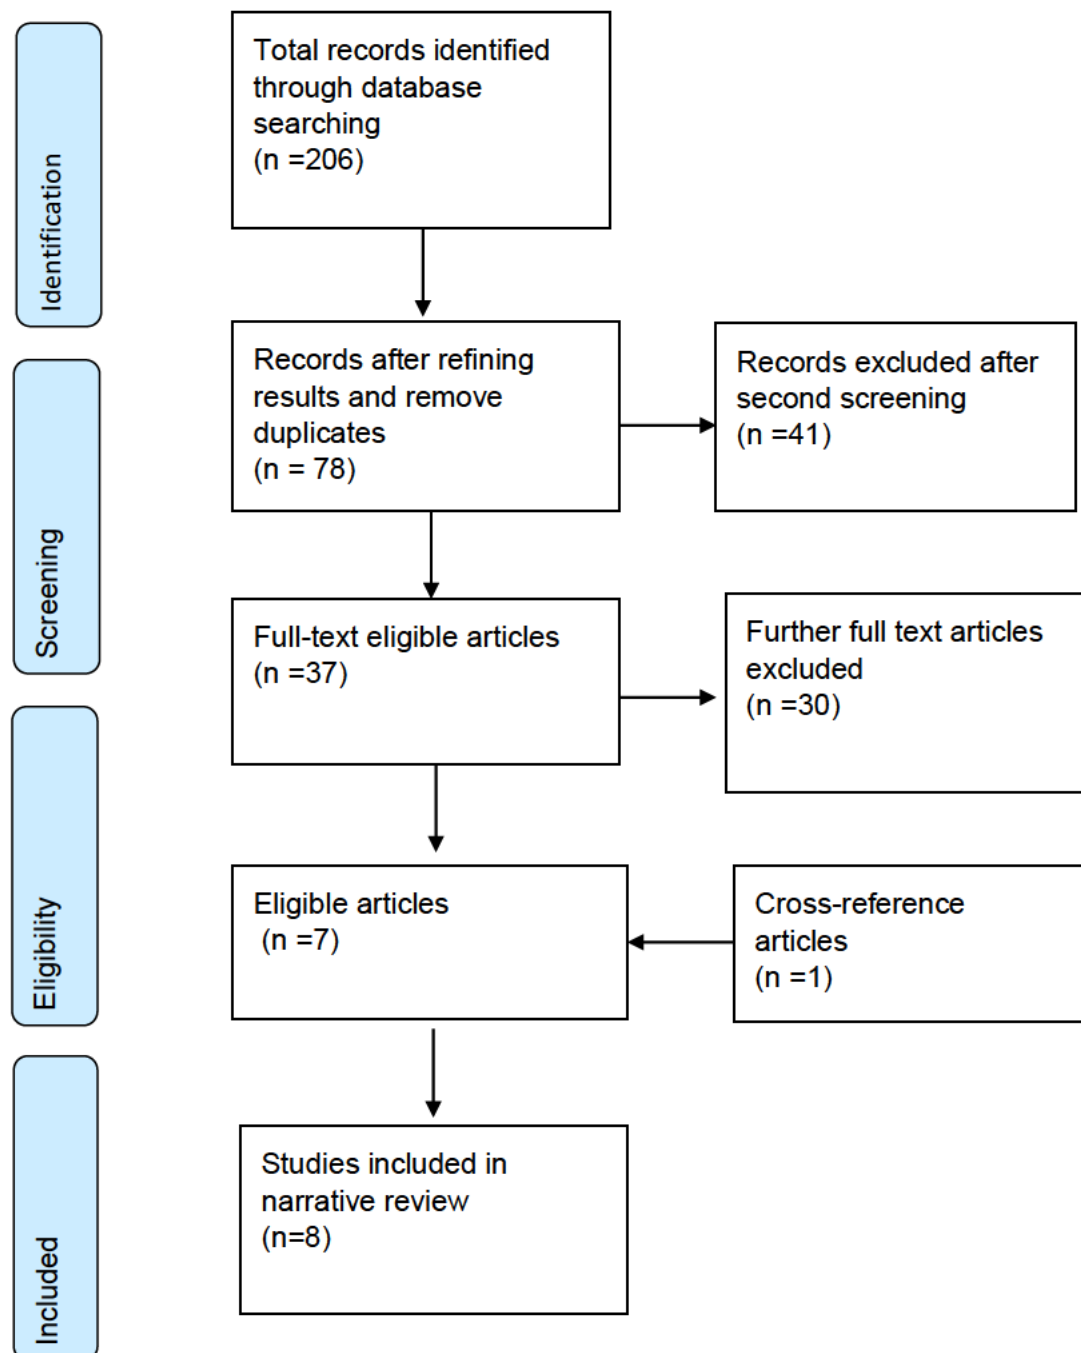 Identification
Total records identified
through database
searching
(n =206)
Screening
Records after refining
results and remove
duplicates
(n = 78)
Records excluded after
second screening
(n =41)
Full-text eligible articles
(n =37)
Further full text articles
excluded
(n =30)
Eligibility
Eligible articles
(n =7)
Cross-reference
articles
(n =1)
Included
Studies included in
narrative review
(n=8)